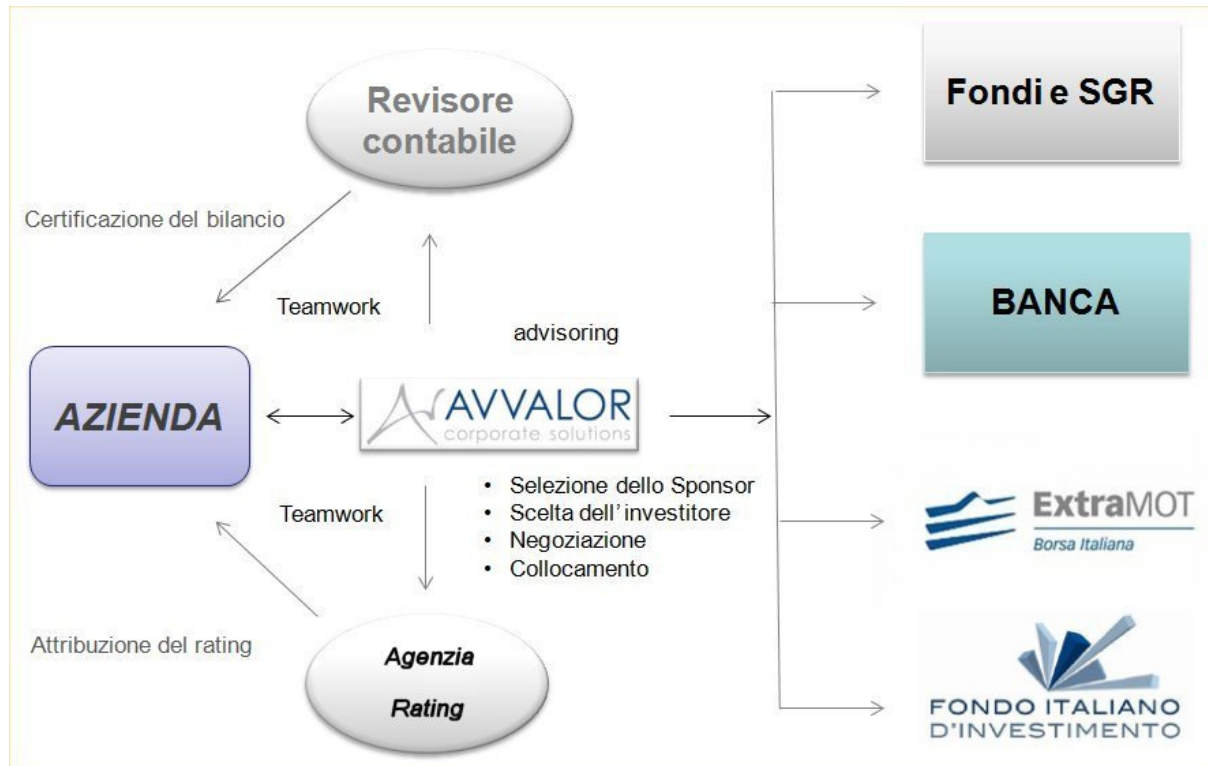 Revisore
contabile
Fondi e SGR
Certificazione del bilancio
Teamwork
BANCA
advisoring
AZIENDA
AVVALOR
corporate solutions
Teamwork
• Selezione dello Sponsor
• Scelta dell'investitore
• Negoziazione
• Collocamento
ExtraMOT
Borsa Italiana
Attribuzione del rating
Agenzia
Rating
FONDO ITALIANO
D'INVESTIMENTO